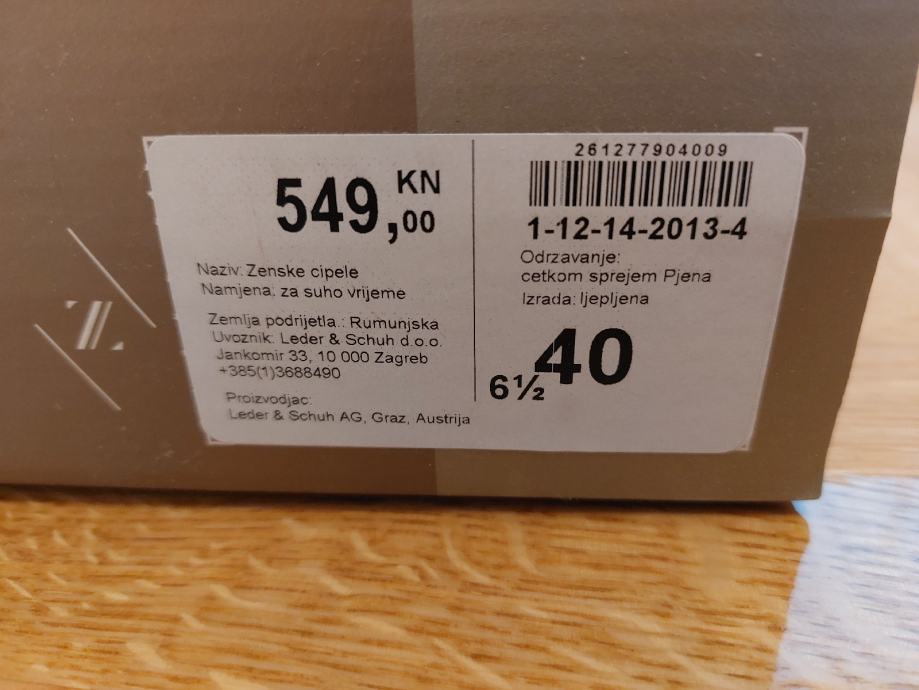 549,00 KN
Naziv: Zenske cipele
Namjena: za suho vrijeme
Zemlja podrijetla.: Rumunjska
Uvoznik: Leder & Schuh d.o.o.
Jankomir 33, 10 000 Zagreb
+385(1)3688490
Proizvodjac:
Leder & Schuh AG, Graz, Austrija
261277904009
1-12-14-2013-4
Odrzavanje:
cetkom sprejem Pjena
Izrada: ljepljena
6½ 40
Z